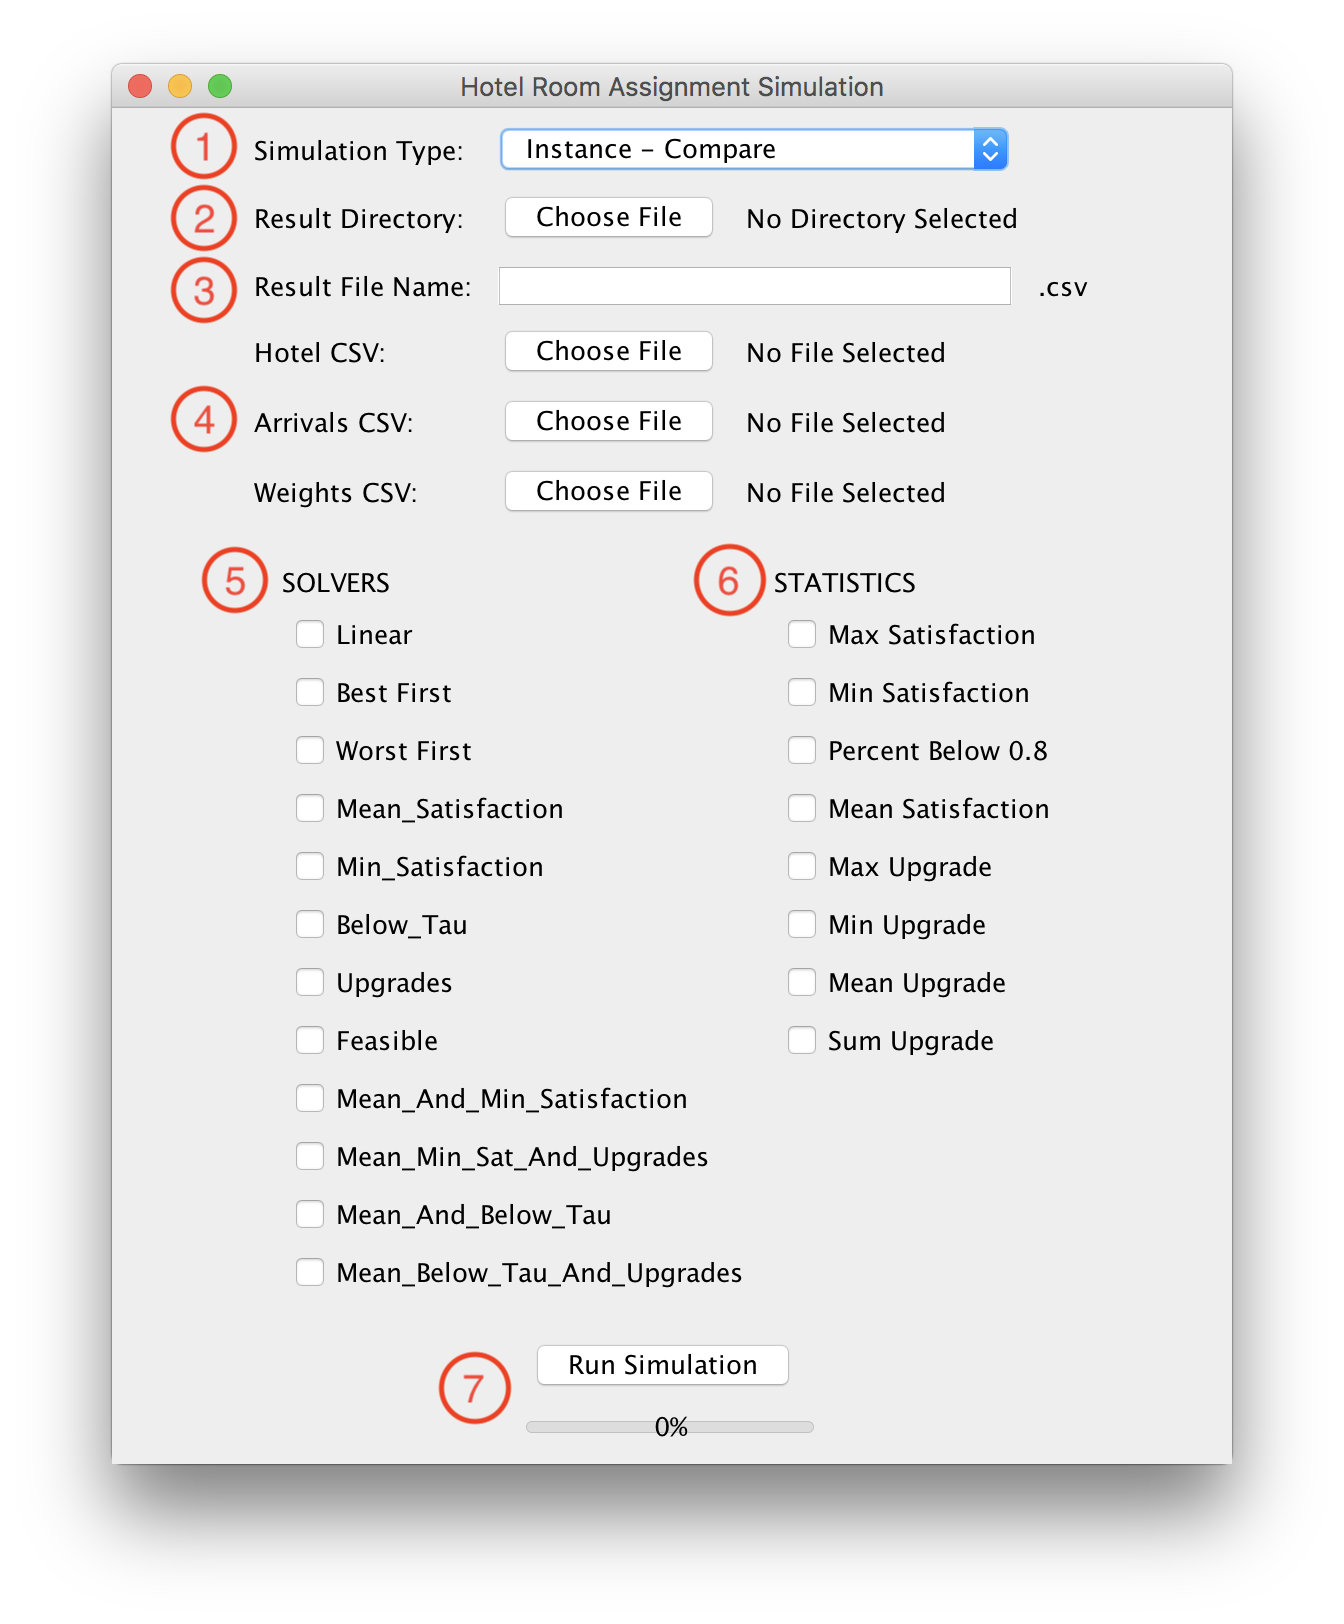 Hotel Room Assignment Simulation
1 Simulation Type: Instance – Compare
2 Result Directory: Choose File No Directory Selected
3 Result File Name: .csv
Hotel CSV: Choose File No File Selected
4 Arrivals CSV: Choose File No File Selected
Weights CSV: Choose File No File Selected
5 SOLVERS
Linear
Best First
Worst First
Mean_Satisfaction
Min_Satisfaction
Below_Tau
Upgrades
Feasible
Mean_And_Min_Satisfaction
Mean_Min_Sat_And_Upgrades
Mean_And_Below_Tau
Mean_Below_Tau_And_Upgrades
6 STATISTICS
Max Satisfaction
Min Satisfaction
Percent Below 0.8
Mean Satisfaction
Max Upgrade
Min Upgrade
Mean Upgrade
Sum Upgrade
7 Run Simulation
0%